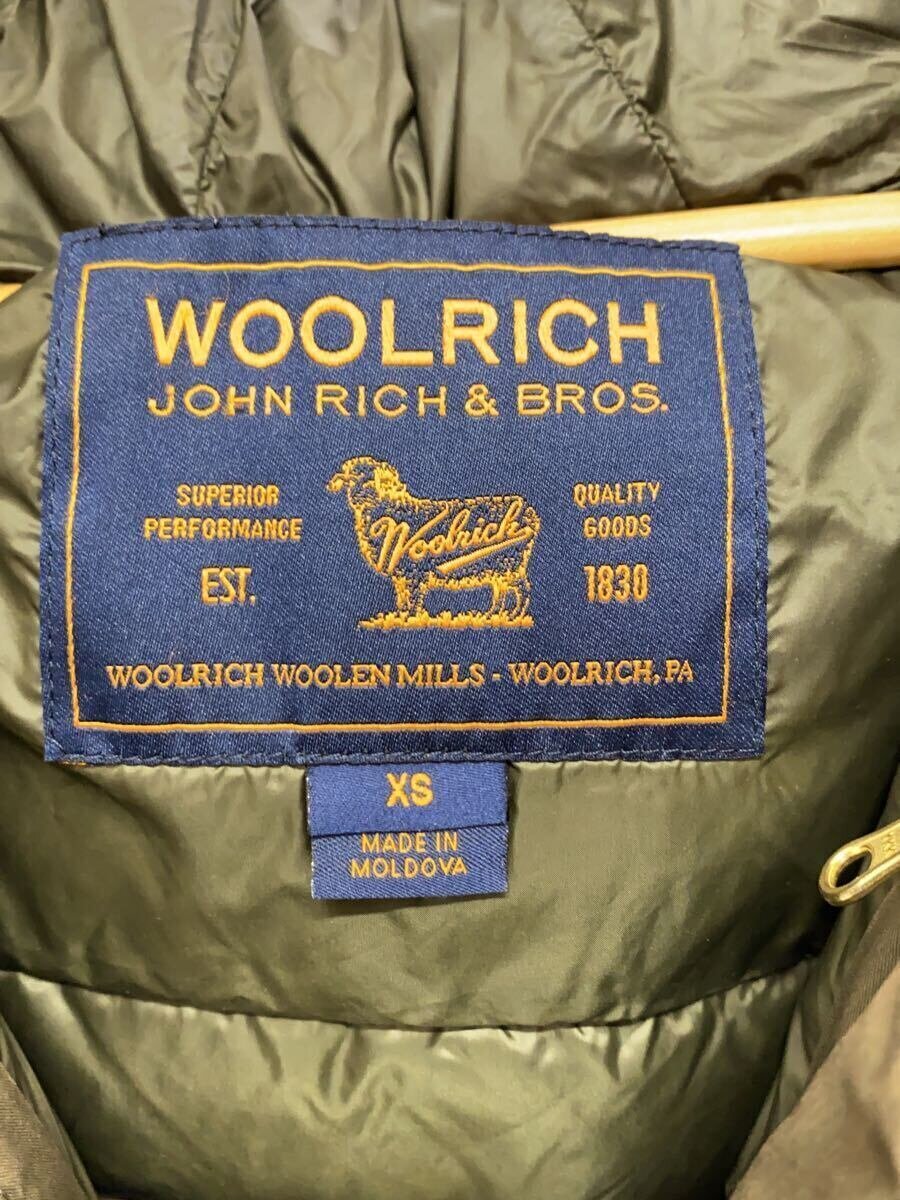 WOOLRICH
JOHN RICH & BROS.
SUPERIOR
PERFORMANCE
EST.
Woolrich
QUALITY
GOODS
1830
WOOLRICH WOOLEN MILLS - WOOLRICH, PA
XS
MADE IN
MOLDOVA